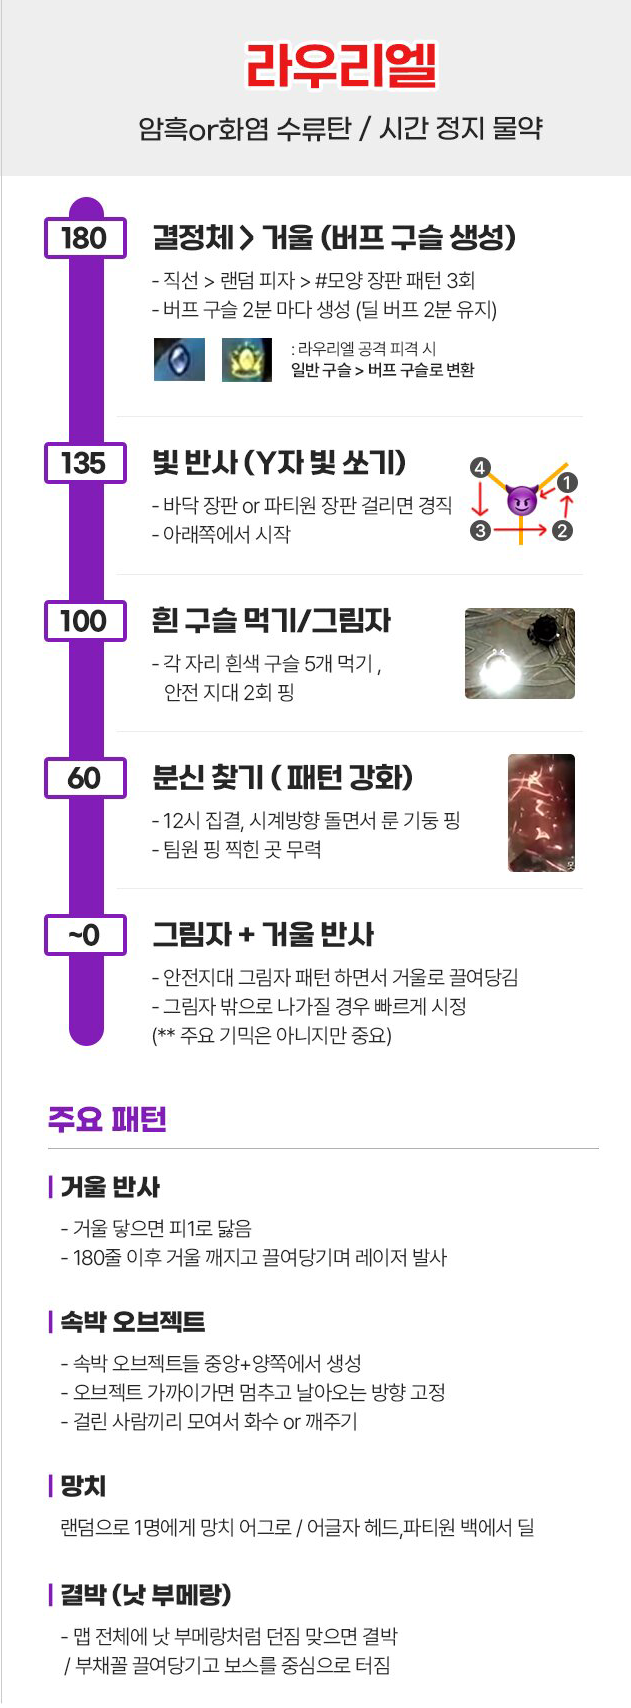 라우리엘
암흑or화염 수류탄 / 시간 정지 물약
180
결정체 > 거울 (버프 구슬 생성)
- 직선 > 랜덤 피자 > #모양 장판 패턴 3회
- 버프 구슬 2분 마다 생성 (딜 버프 2분 유지)
: 라우리엘 공격 피격 시
일반 구슬 > 버프 구슬로 변환
135
빛 반사 (Y자 빛 쏘기)
- 바닥 장판 or 파티원 장판 걸리면 경직
- 아래쪽에서 시작
4
1
3
2
100
흰 구슬 먹기/그림자
- 각 자리 흰색 구슬 5개 먹기 ,
안전 지대 2회 핑
60
분신 찾기 ( 패턴 강화)
- 12시 집결, 시계방향 돌면서 룬 기둥 핑
- 팀원 핑 찍힌 곳 무력
~0
그림자 + 거울 반사
- 안전지대 그림자 패턴 하면서 거울로 끌여당김
- 그림자 밖으로 나가질 경우 빠르게 시정
(** 주요 기믹은 아니지만 중요)
주요 패턴
거울 반사
- 거울 닿으면 피1로 닳음
- 180줄 이후 거울 깨지고 끌여당기며 레이저 발사
속박 오브젝트
- 속박 오브젝트들 중앙+양쪽에서 생성
- 오브젝트 가까이가면 멈추고 날아오는 방향 고정
- 걸린 사람끼리 모여서 화수 or 깨주기
망치
랜덤으로 1명에게 망치 어그로 / 어글자 헤드,파티원 백에서 딜
결박 (낫 부메랑)
- 맵 전체에 낫 부메랑처럼 던짐 맞으면 결박
/ 부채꼴 끌여당기고 보스를 중심으로 터짐